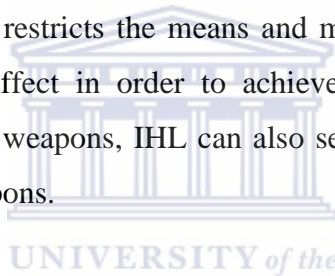 restricts the means and m
ffect in order to achieve
weapons, IHL can also se
pons.
UNIVERSITY of the